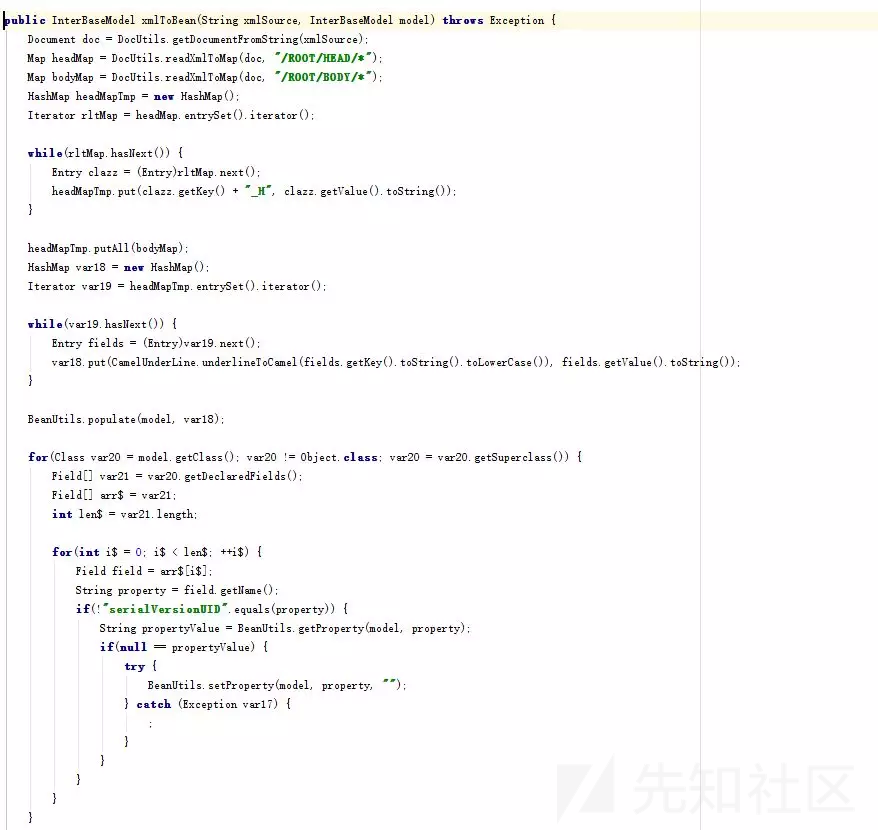 public InterBaseModel xmlToBean(String xmlSource, InterBaseModel model) throws Exception {
Document doc = DocUtils.getDocumentFromString(xmlSource);
Map headMap = DocUtils.readXmlToMap(doc, "/ROOT/HEAD/*");
Map bodyMap = DocUtils.readXmlToMap(doc, "/ROOT/BODY/*");
HashMap headMapTmp = new HashMap();
Iterator rltMap = headMap.entrySet().iterator();
while(rltMap.hasNext()) {
Entry clazz = (Entry)rltMap.next();
headMapTmp.put(clazz.getKey() + "_H", clazz.getValue().toString());
}
headMapTmp.putAll(bodyMap);
HashMap var18 = new HashMap();
Iterator var19 = headMapTmp.entrySet().iterator();
while(var19.hasNext()) {
Entry fields = (Entry)var19.next();
var18.put(CamelUnderLine.underlineToCamel(fields.getKey().toString().toLowerCase()), fields.getValue().toString());
}
BeanUtils.populate(model, var18);
for(Class var20 = model.getClass(); var20 != Object.class; var20 = var20.getSuperclass()) {
Field[] var21 = var20.getDeclaredFields();
Field[] arr$ = var21;
int len$ = var21.length;
for(int i$ = 0; i$ < len$; ++i$) {
Field field = arr$[i$];
String property = field.getName();
if(!"serialVersionUID".equals(property)) {
String propertyValue = BeanUtils.getProperty(model, property);
if(null == propertyValue) {
try {
BeanUtils.setProperty(model, property, "");
} catch (Exception var17) {
;
}
}
}
}
}
先知社区